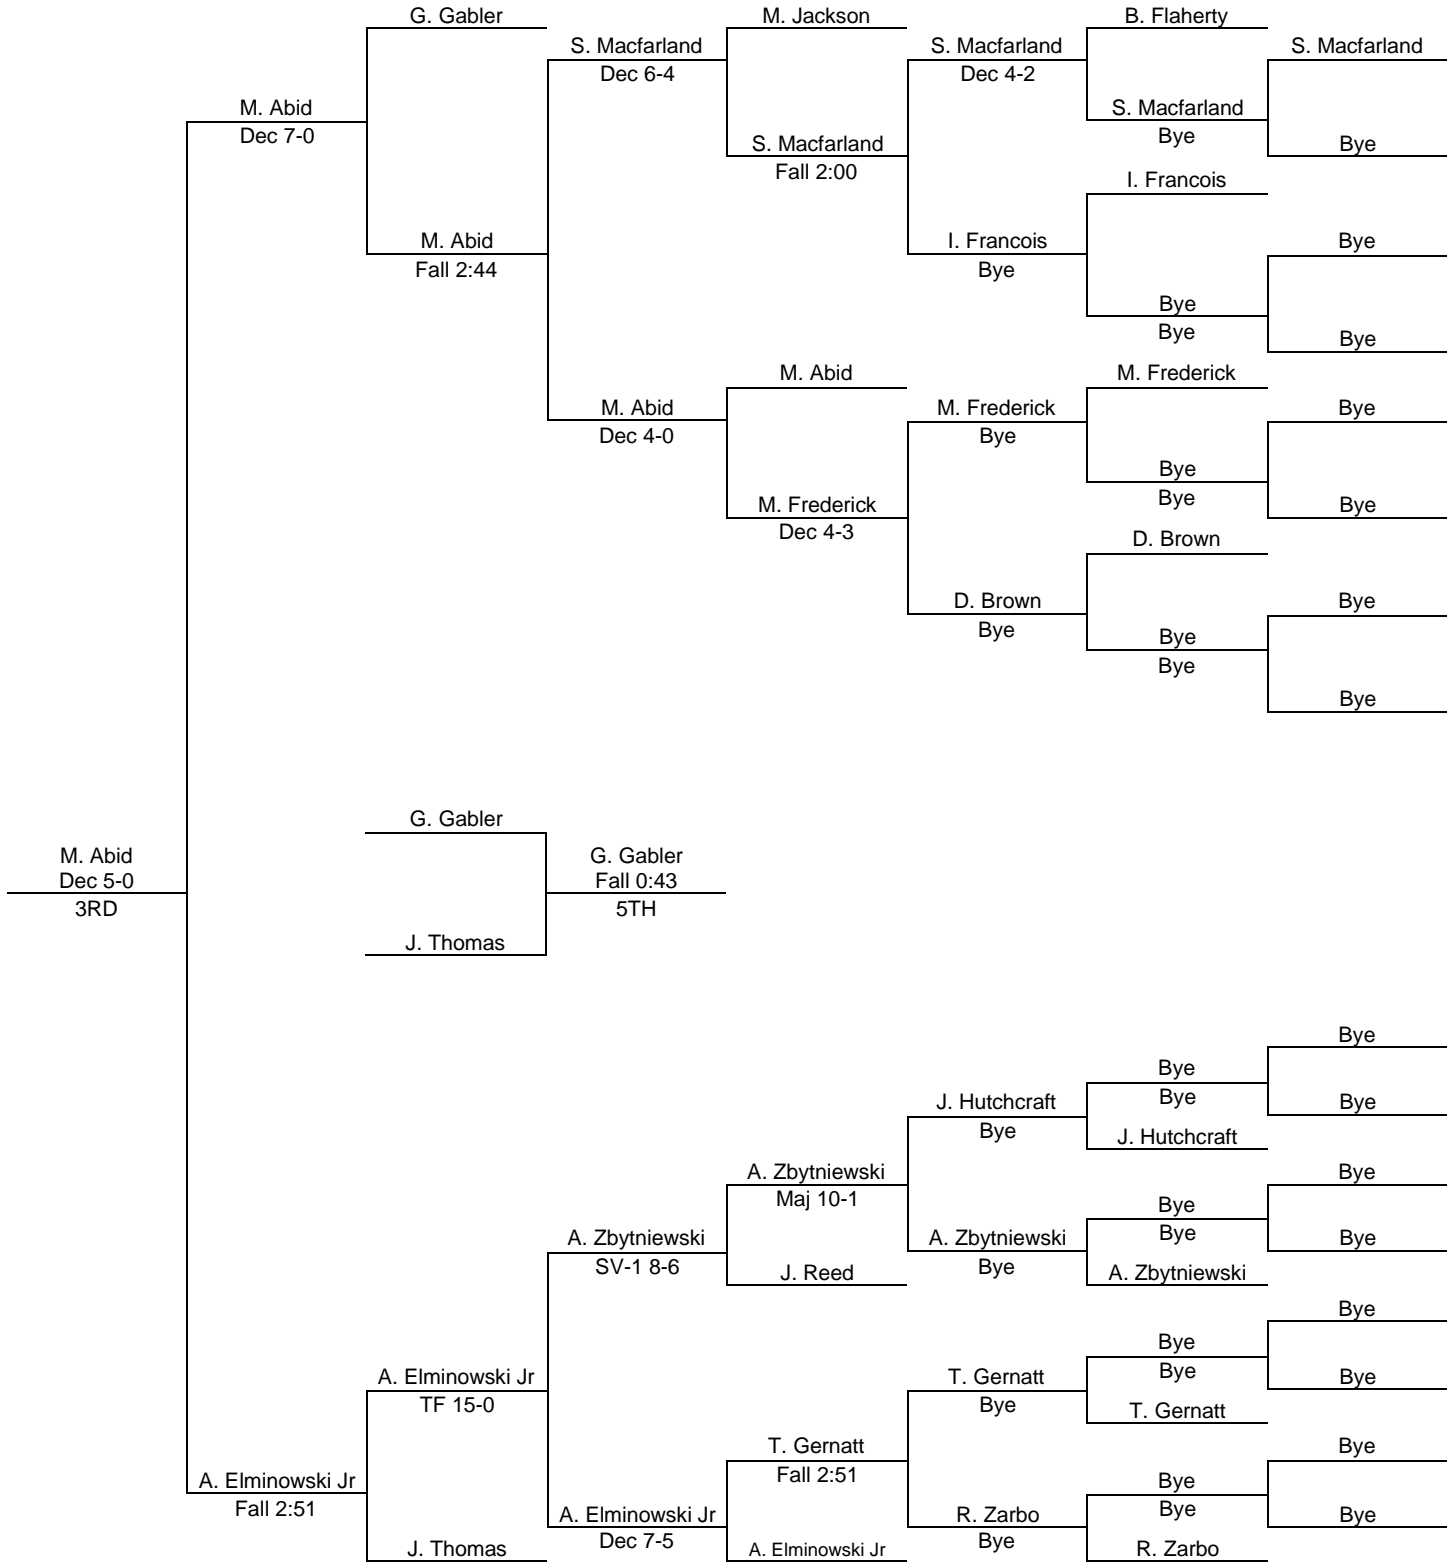 G. Gabler
M. Jackson
B. Flaherty
S. Macfarland
Dec 6-4
S. Macfarland
Dec 4-2
S. Macfarland
M. Abid
Dec 7-0
S. Macfarland
Bye
S. Macfarland
Fall 2:00
Bye
I. Francois
M. Abid
Fall 2:44
I. Francois
Bye
Bye
Bye
Bye
Bye
M. Abid
M. Frederick
M. Abid
Dec 4-0
M. Frederick
Bye
Bye
Bye
Bye
M. Frederick
Dec 4-3
Bye
D. Brown
D. Brown
Bye
Bye
Bye
Bye
Bye
G. Gabler
M. Abid
Dec 5-0
3RD
G. Gabler
Fall 0:43
5TH
J. Thomas
Bye
Bye
Bye
J. Hutchcraft
Bye
Bye
J. Hutchcraft
A. Zbytniewski
Maj 10-1
Bye
Bye
Bye
A. Zbytniewski
SV-1 8-6
A. Zbytniewski
Bye
Bye
J. Reed
A. Zbytniewski
Bye
Bye
Bye
A. Elminowski Jr
TF 15-0
T. Gernatt
Bye
Bye
T. Gernatt
T. Gernatt
Fall 2:51
Bye
A. Elminowski Jr
Fall 2:51
Bye
Bye
A. Elminowski Jr
Dec 7-5
R. Zarbo
Bye
Bye
J. Thomas
A. Elminowski Jr
R. Zarbo